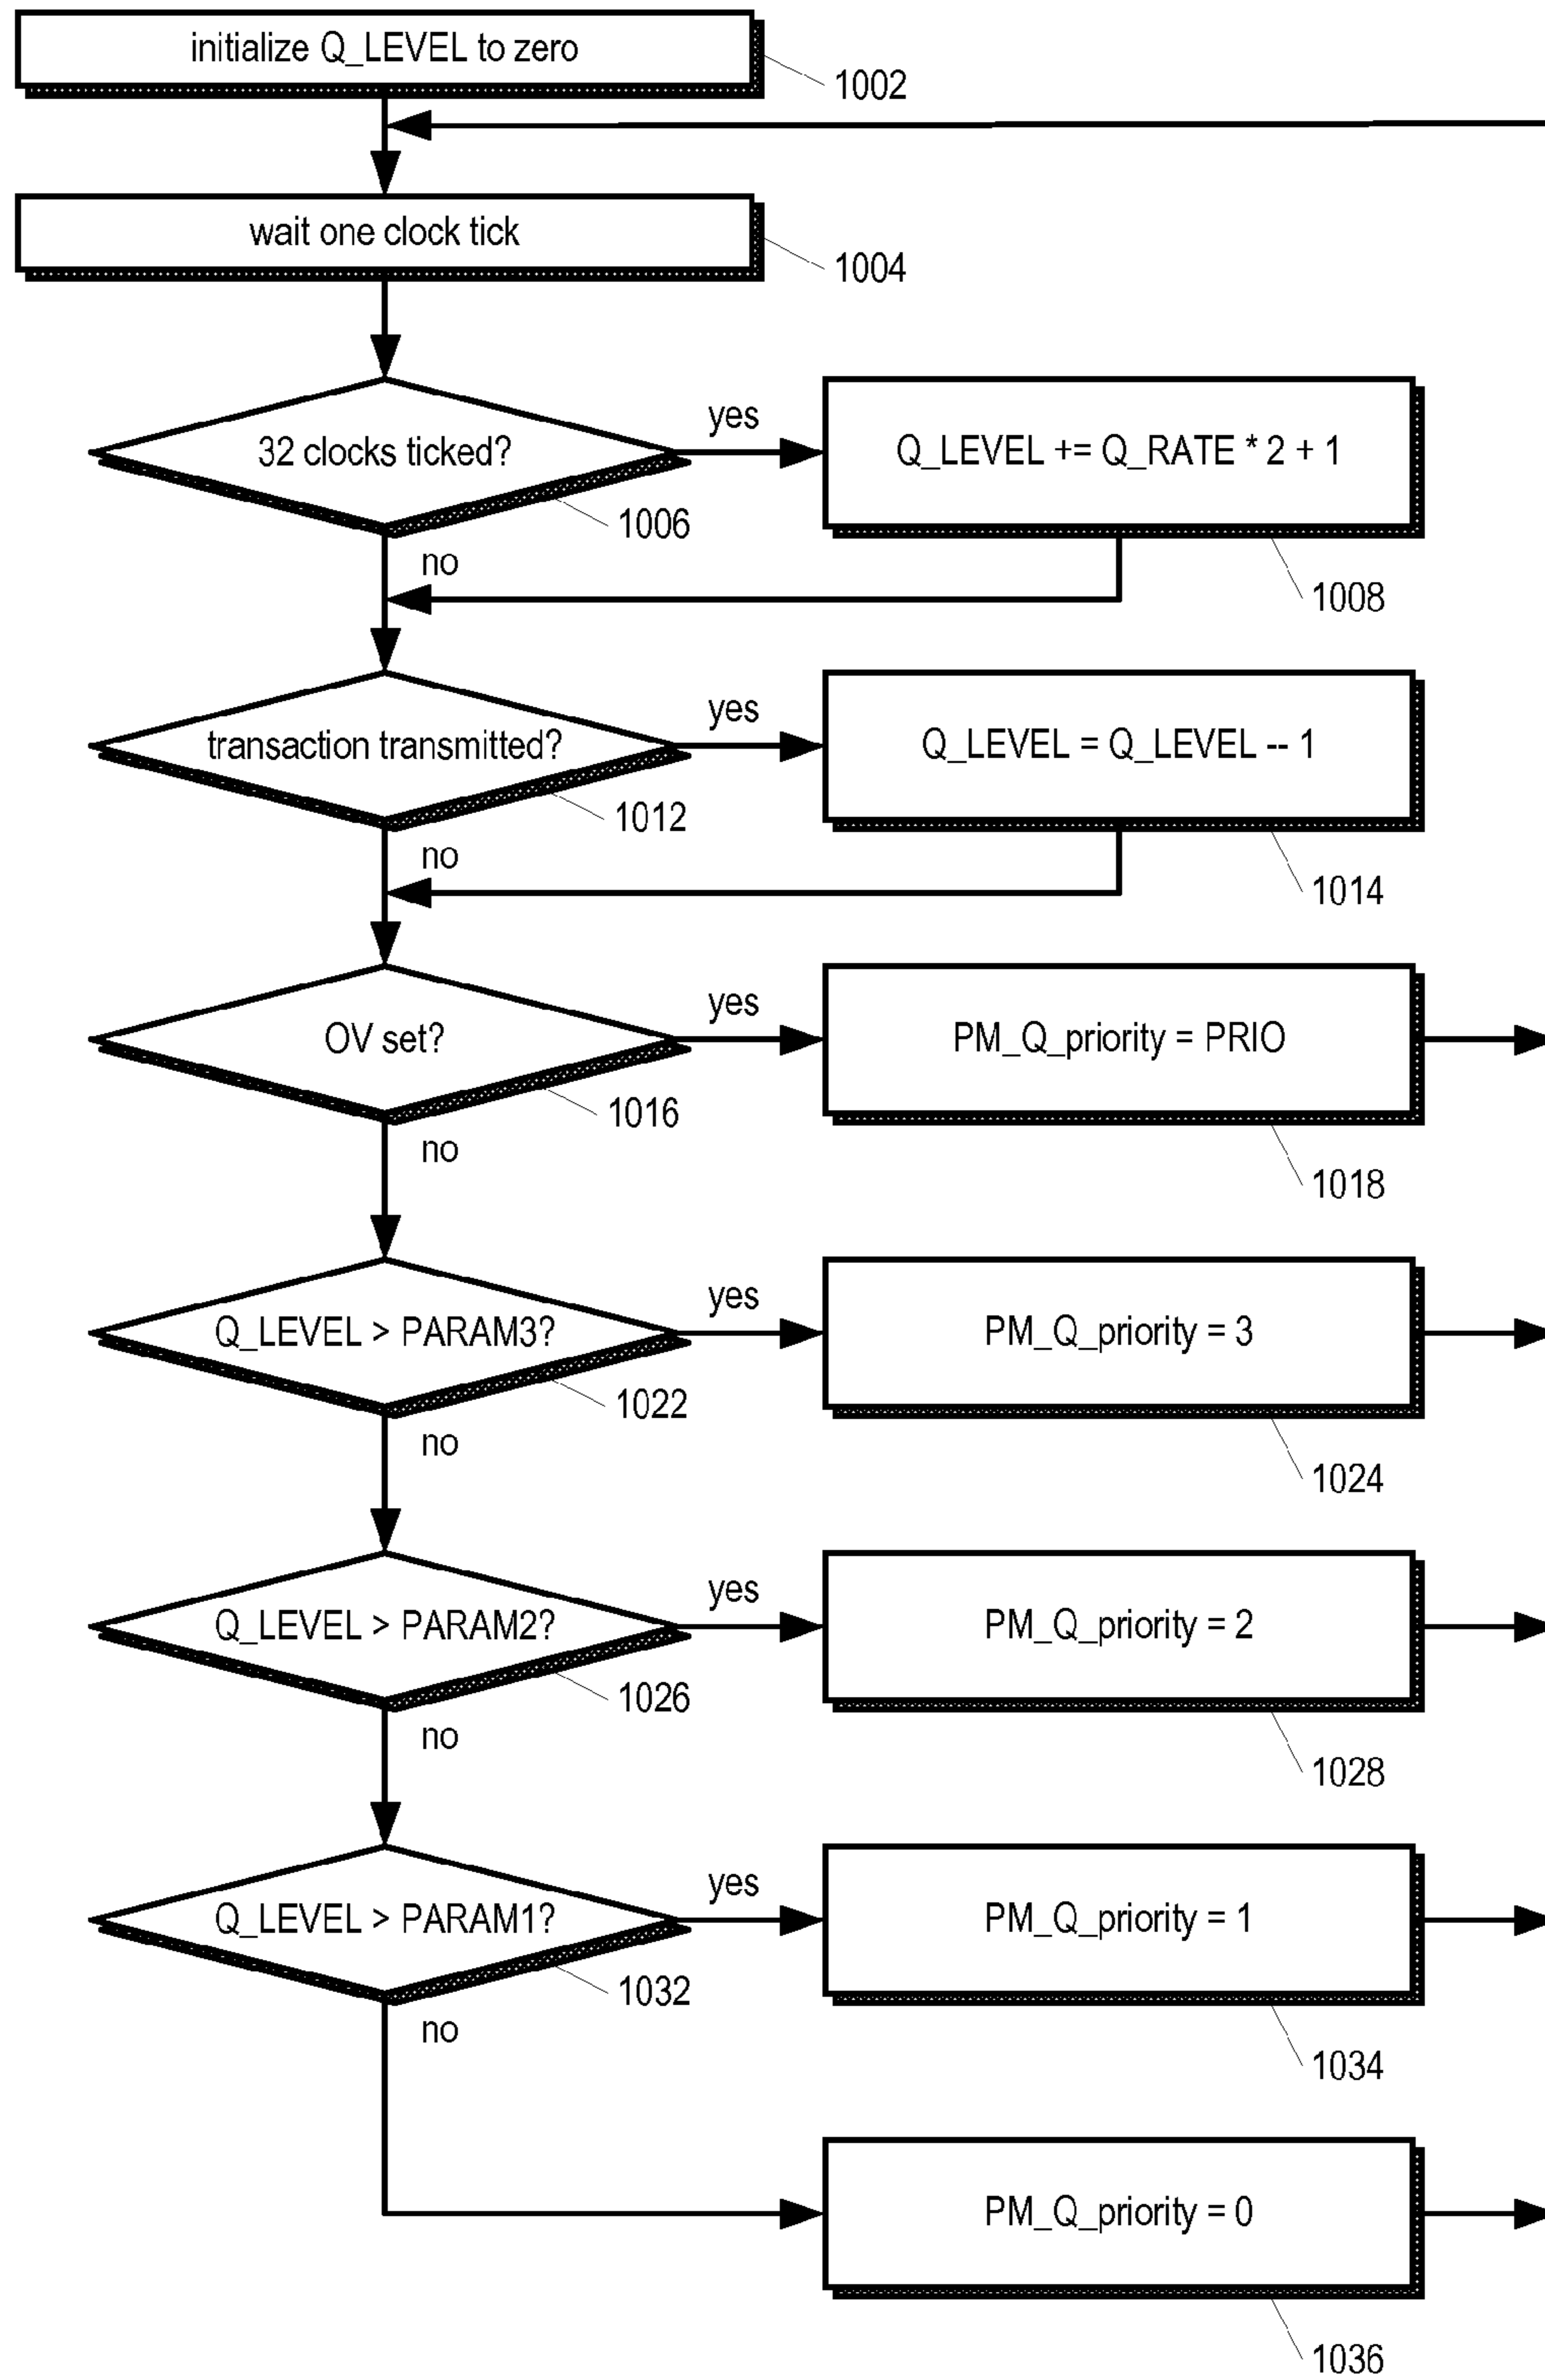 initialize Q_LEVEL to zero
1002
wait one clock tick
1004
32 clocks ticked?
yes
Q_LEVEL += Q_RATE * 2 + 1
1006
no
1008
transaction transmitted?
yes
Q_LEVEL = Q_LEVEL -- 1
1012
no
1014
OV set?
yes
PM_Q_priority = PRIO
1016
no
1018
Q_LEVEL > PARAM3?
yes
PM_Q_priority = 3
1022
no
1024
Q_LEVEL > PARAM2?
yes
PM_Q_priority = 2
1026
no
1028
Q_LEVEL > PARAM1?
yes
PM_Q_priority = 1
1032
no
1034
PM_Q_priority = 0
1036